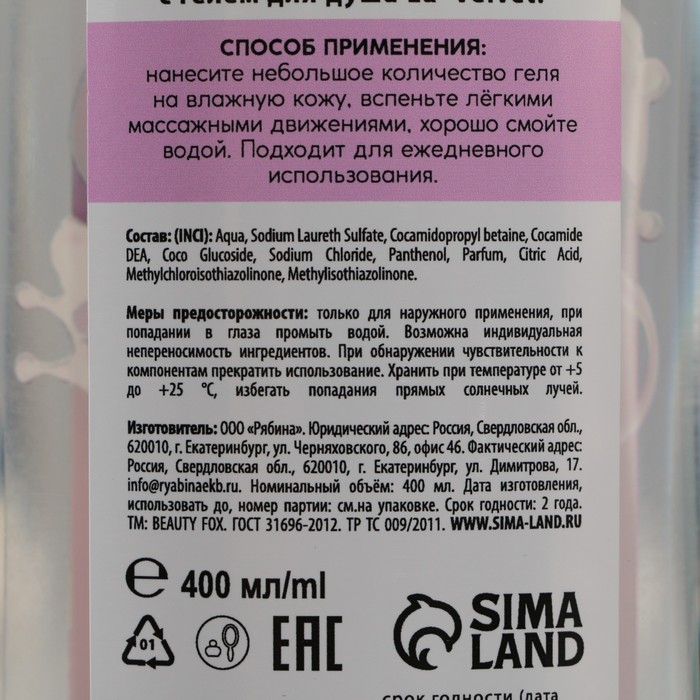 с гелем для душа
СПОСОБ ПРИМЕНЕНИЯ:
нанесите небольшое количество геля
на влажную кожу, вспеньте лёгкими
массажными движениями, хорошо смойте
водой. Подходит для ежедневного
использования.
Состав: (INCI): Aqua, Sodium Laureth Sulfate, Cocamidopropyl betaine, Cocamide
DEA, Coco Glucoside, Sodium Chloride, Panthenol, Parfum, Citric Acid,
Methylchloroisothiazolinone, Methylisothiazolinone.
Меры предосторожности: только для наружного применения, при
попадании в глаза промыть водой. Возможна индивидуальная
непереносимость ингредиентов. При обнаружении чувствительности к
компонентам прекратить использование. Хранить при температуре от +5
до +25 °С, избегать попадания прямых солнечных лучей.
Изготовитель: ООО «Рябина». Юридический адрес: Россия, Свердловская обл.,
620010, г. Екатеринбург, ул. Черняховского, 86, офис 46. Фактический адрес:
Россия, Свердловская обл., 620010, г. Екатеринбург, ул. Димитрова, 17.
info@ryabinaekb.ru. Номинальный объём: 400 мл. Дата изготовления,
использовать до, номер партии: см.на упаковке. Срок годности: 2 года.
ТМ: BEAUTY FOX. ГОСТ 31696-2012. ТР ТС 009/2011. WWW.SIMA-LAND.RU
℮ 400 мл/ml
01
EAC
SIMA
LAND
срок годности (дата